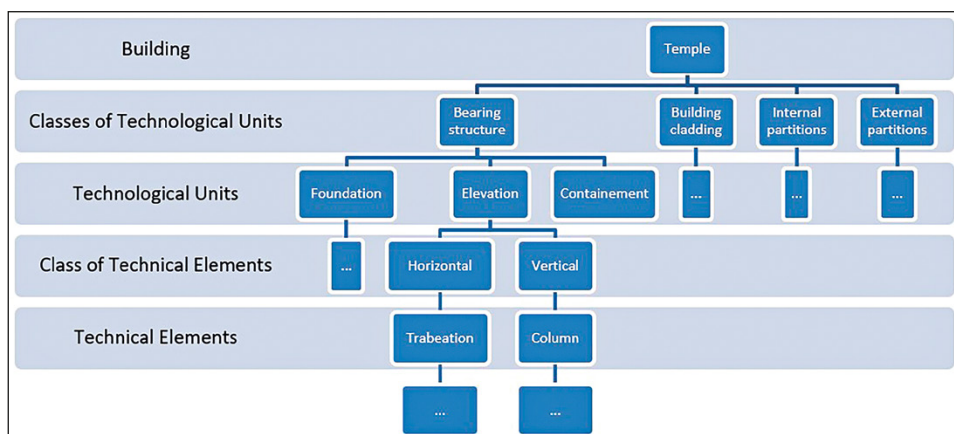 Building
Temple
Classes of Technological Units
Bearing
structure
Building
cladding
Internal
partitions
External
partitions
Technological Units
Foundation
Elevation
Containement
...
...
...
Class of Technical Elements
...
Horizontal
Vertical
Technical Elements
Trabeation
Column
...
...